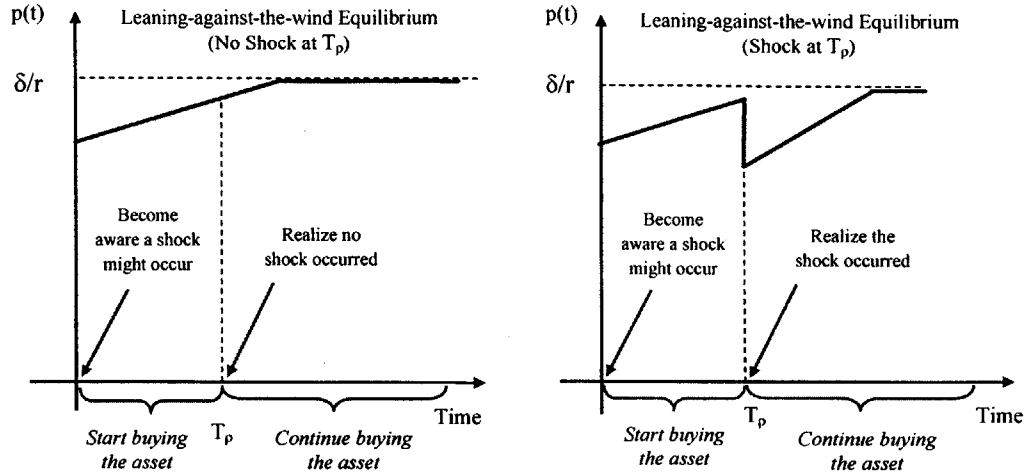 p(t)
Leaning-against-the-wind Equilibrium
(No Shock at Tρ)
δ/r
Become
aware a shock
might occur
Realize no
shock occurred
Tρ
Time
Start buying
the asset
Continue buying
the asset
p(t)
Leaning-against-the-wind Equilibrium
(Shock at Tρ)
δ/r
Become
aware a shock
might occur
Realize the
shock occurred
Tρ
Time
Start buying
the asset
Continue buying
the asset